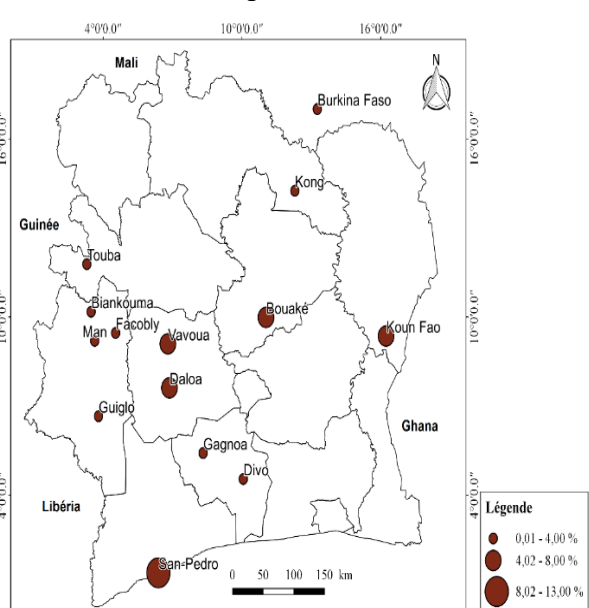 4°0'0.0" 10°0'0.0" 16°0'0.0"
Mali
N
Burkina Faso
16°0'0.0" 16°0'0.0"
Kong
Guinée
Touba
Biankouma
Bouaké
Facobly
Man
Vavoua
Koun Fao
10°0'0.0" 10°0'0.0"
Daloa
Guiglo
Ghana
Gagnoa
Divo
Libéria
4°0'0.0" 4°0'0.0"
San-Pedro
0 50 100 150 km
Légende
0,01 - 4,00 %
4,02 - 8,00 %
8,02 - 13,00 %